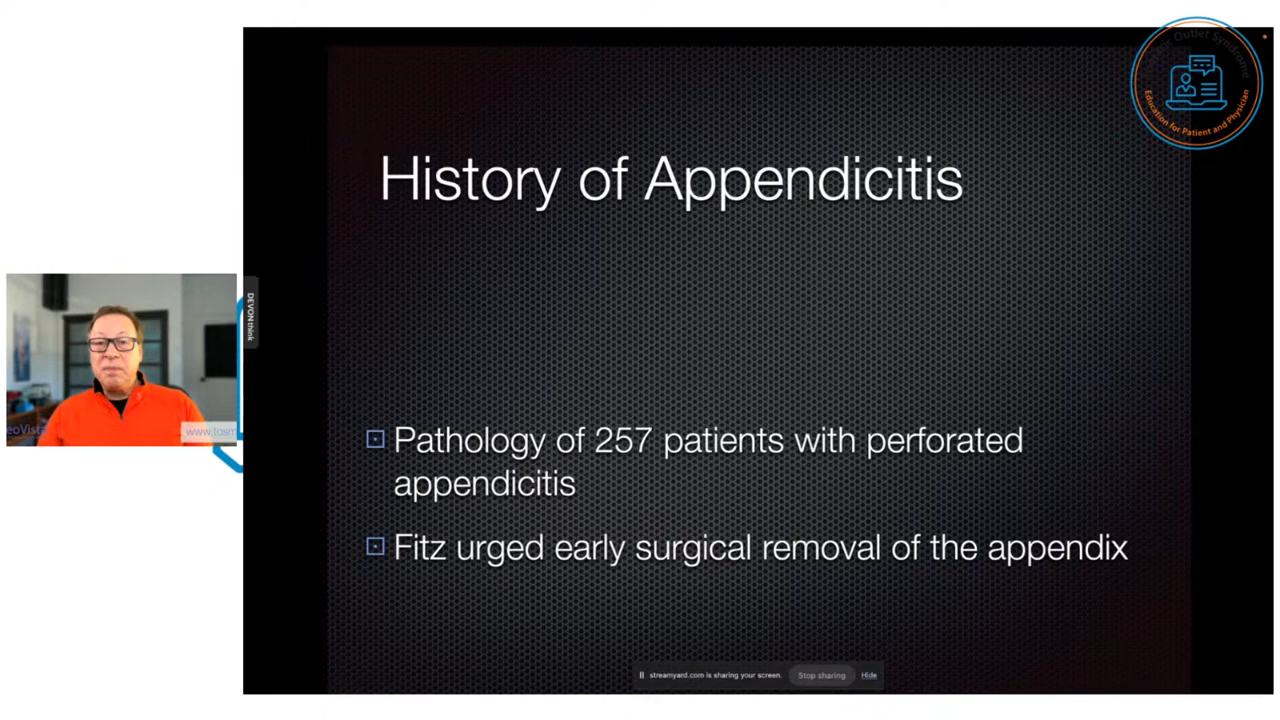 Outlet Syndrome
Education for Patient and Physician
History of Appendicitis
DEVONthink
Pathology of 257 patients with perforated
appendicitis
Fitz urged early surgical removal of the appendix
streamyard.com is sharing your screen.
Stop sharing
Hide